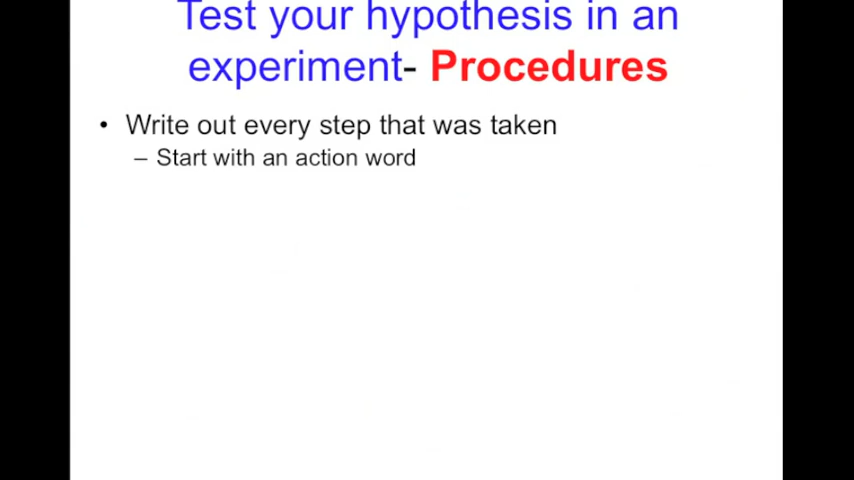 Test your hypothesis in an
experiment- Procedures
• Write out every step that was taken
– Start with an action word